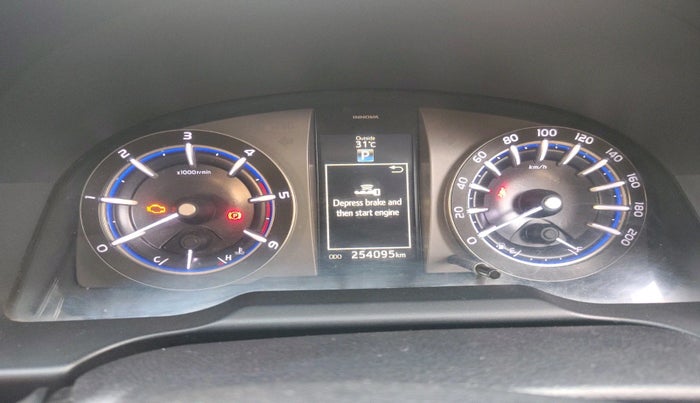 INNOVA
Outside
31°C
P
Depress brake and
then start engine
ODO 254095 km
x1000r/min
0 1 2 3 4 5 6
C H
km/h
0 20 40 60 80 100 120 140 160 180 200
E F